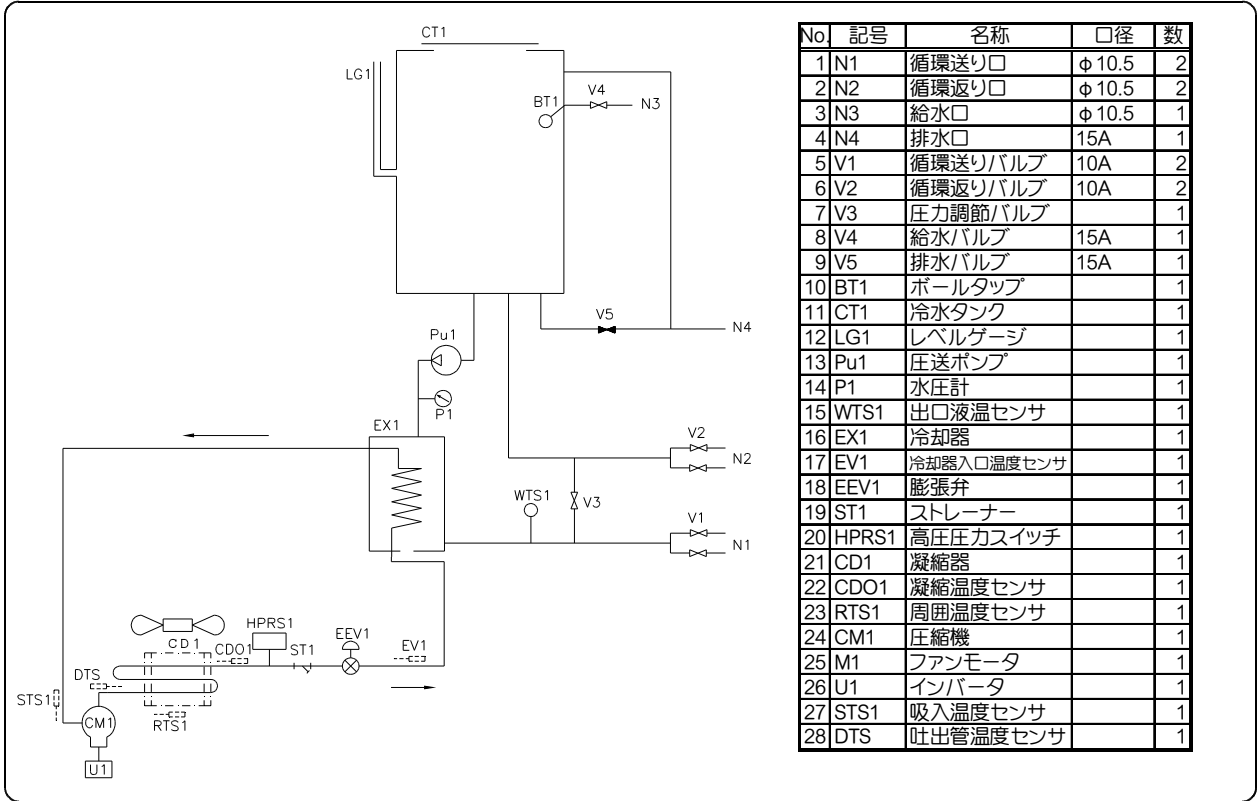 CT1
LG1
BT1
V4
N3
V5
N4
Pu1
P1
EX1
V2
N2
WTS1
V3
V1
N1
HPRS1
EEV1
CD1
CDO1
ST1
EV1
DTS
STS1
CM1
RTS1
U1
No. 記号 名称 口径 数
1 N1 循環送り口 φ10.5 2
2 N2 循環返り口 φ10.5 2
3 N3 給水口 φ10.5 1
4 N4 排水口 15A 1
5 V1 循環送りバルブ 10A 2
6 V2 循環返りバルブ 10A 2
7 V3 圧力調節バルブ 1
8 V4 給水バルブ 15A 1
9 V5 排水バルブ 15A 1
10 BT1 ボールタップ 1
11 CT1 冷水タンク 1
12 LG1 レベルゲージ 1
13 Pu1 圧送ポンプ 1
14 P1 水圧計 1
15 WTS1 出口液温センサ 1
16 EX1 冷却器 1
17 EV1 冷却器入口温度センサ 1
18 EEV1 膨張弁 1
19 ST1 ストレーナー 1
20 HPRS1 高圧圧力スイッチ 1
21 CD1 凝縮器 1
22 CDO1 凝縮温度センサ 1
23 RTS1 周囲温度センサ 1
24 CM1 圧縮機 1
25 M1 ファンモータ 1
26 U1 インバータ 1
27 STS1 吸入温度センサ 1
28 DTS 吐出管温度センサ 1